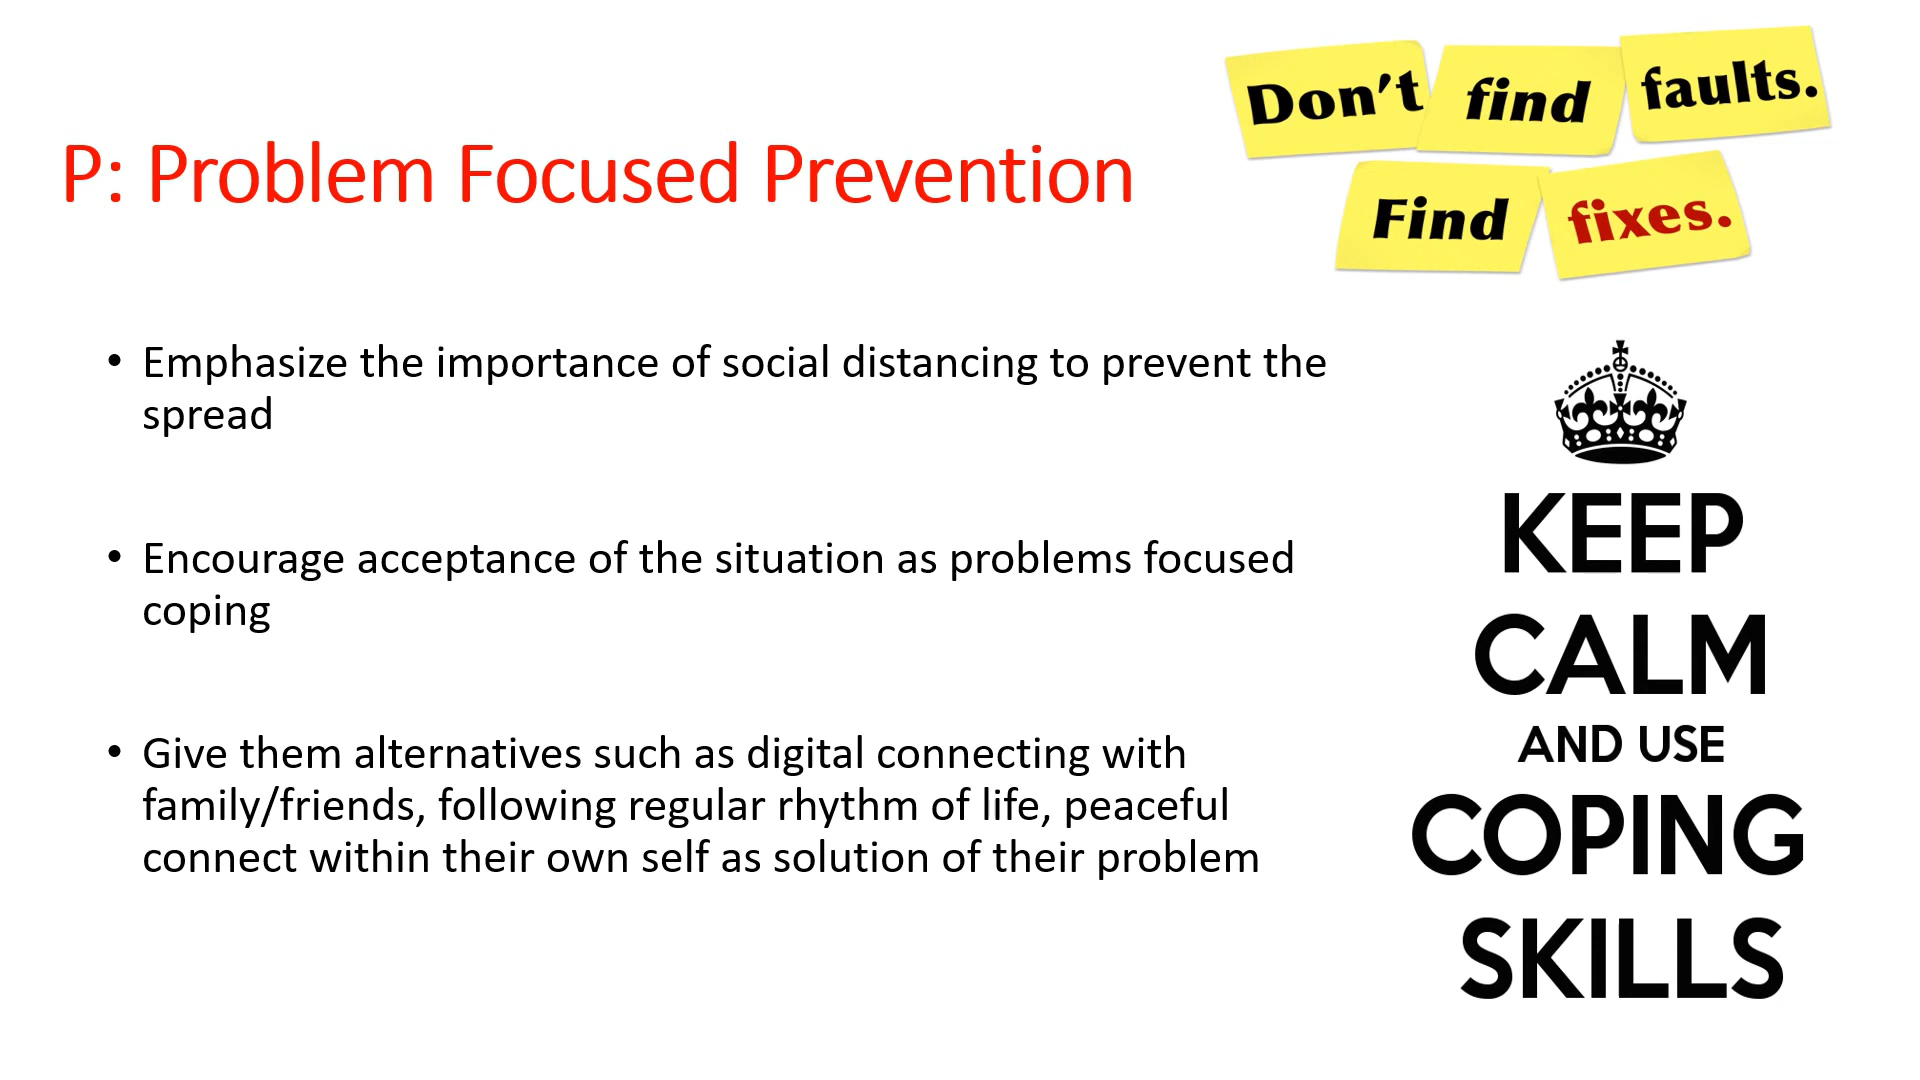 Don't find faults.
Find fixes.
P: Problem Focused Prevention
• Emphasize the importance of social distancing to prevent the
spread
• Encourage acceptance of the situation as problems focused
coping
• Give them alternatives such as digital connecting with
family/friends, following regular rhythm of life, peaceful
connect within their own self as solution of their problem
KEEP
CALM
AND USE
COPING
SKILLS